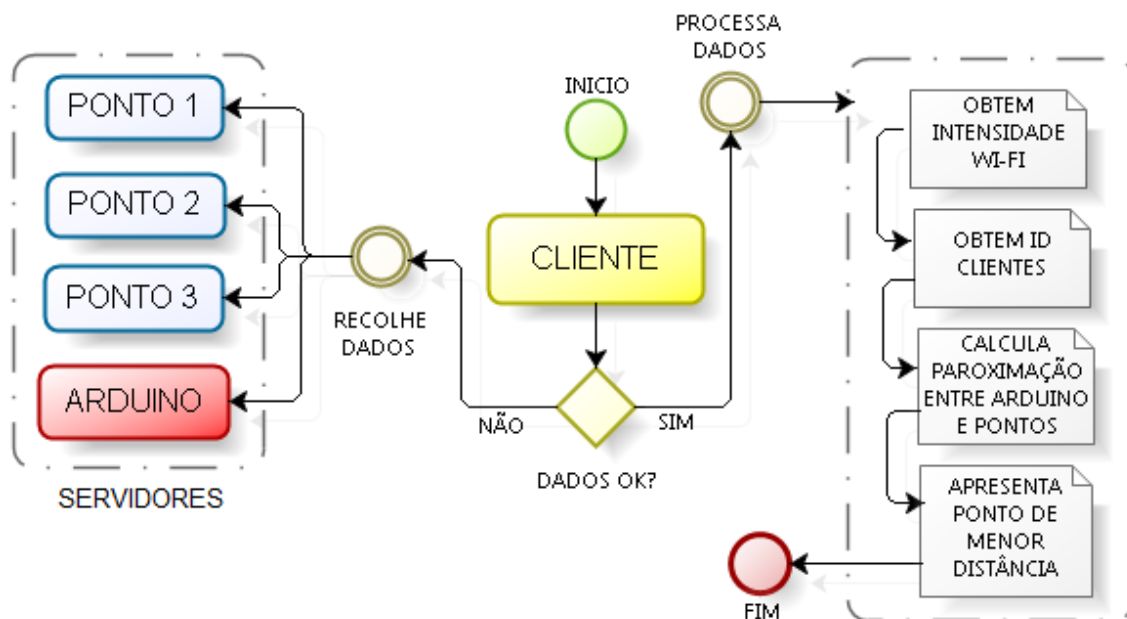 PROCESSA
DADOS
INICIO
PONTO 1
PONTO 2
PONTO 3
ARDUINO
SERVIDORES
RECOLHE
DADOS
CLIENTE
NÃO
SIM
DADOS OK?
OBTEM
INTENSIDADE
WI-FI
OBTEM ID
CLIENTES
CALCULA
PAROXIMAÇÃO
ENTRE ARDUINO
E PONTOS
APRESENTA
PONTO DE
MENOR
DISTÂNCIA
FIM